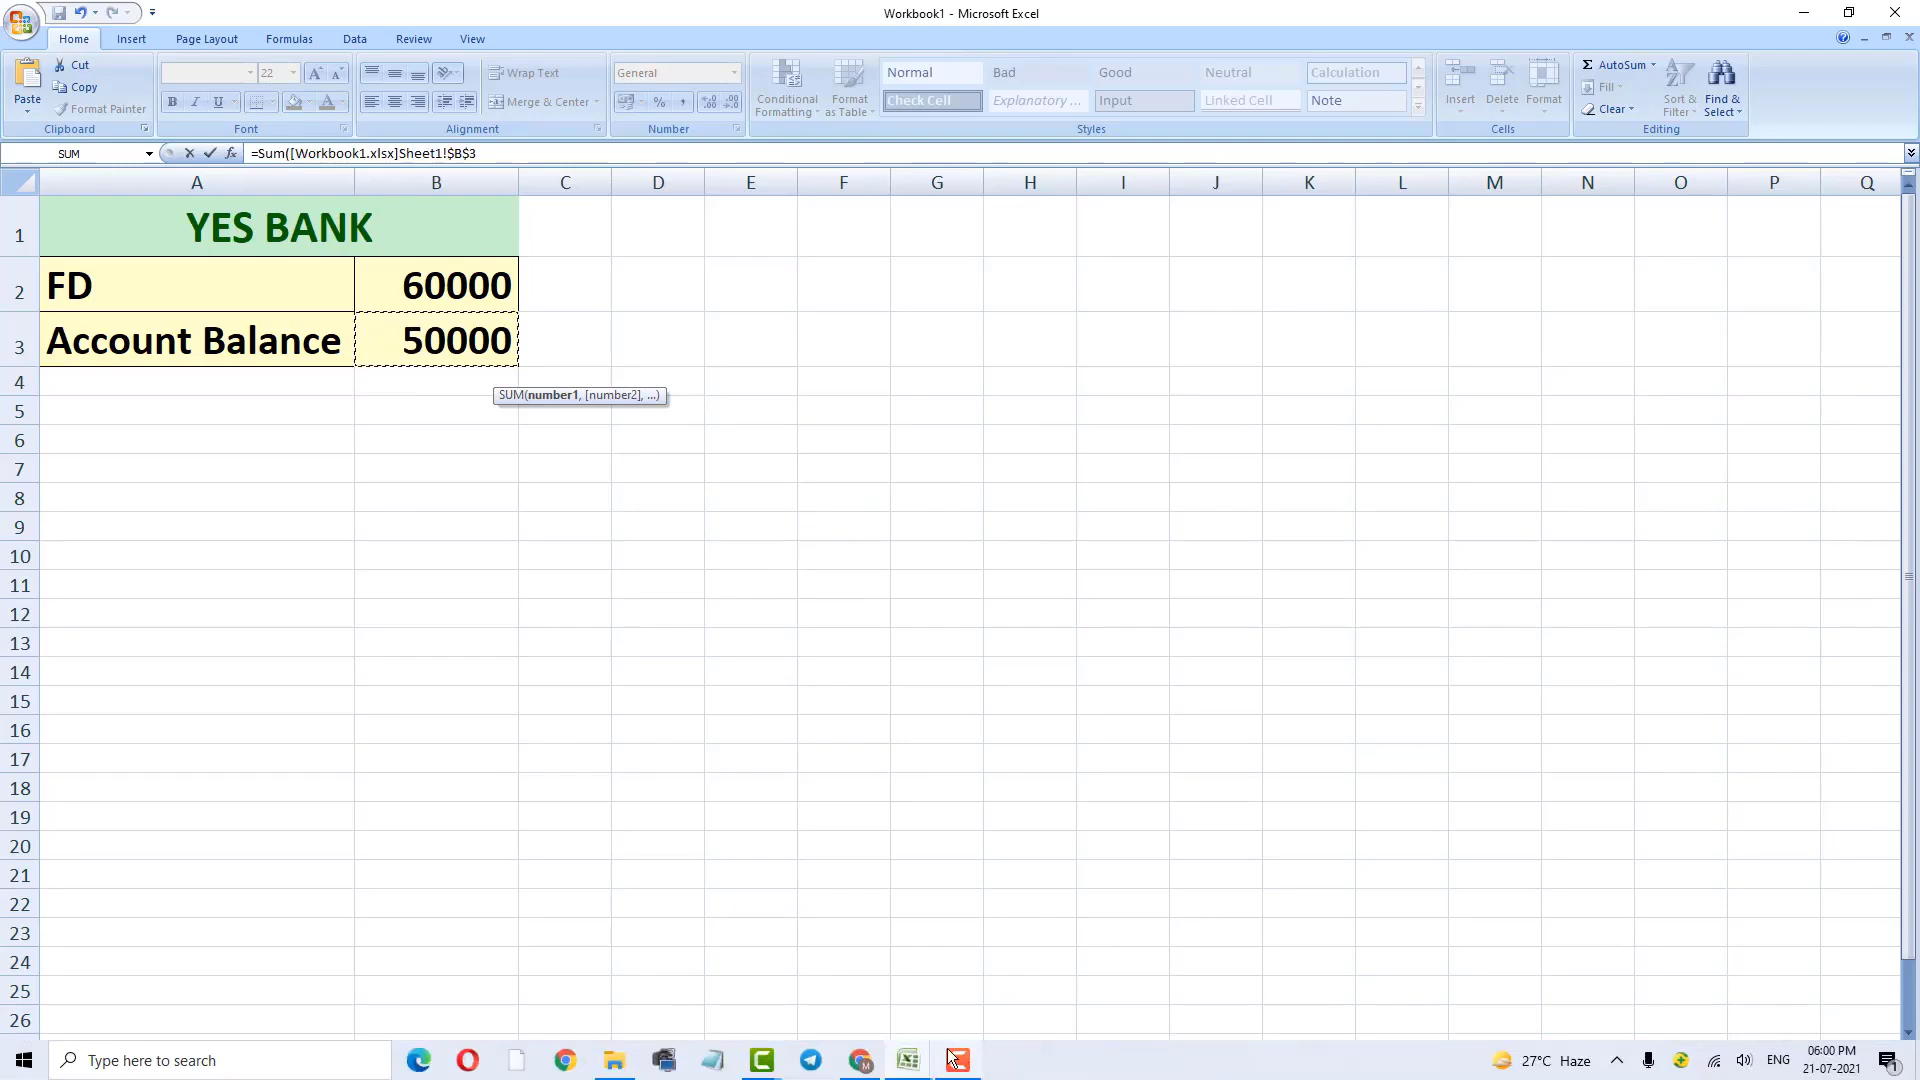 Workbook1 - Microsoft Excel
Home Insert Page Layout Formulas Data Review View
Paste
Cut
Copy
Format Painter
Clipboard
22
B I U
Font
Wrap Text
Merge & Center
Alignment
General
%
Number
Conditional Formatting
Format as Table
Normal Bad Good Neutral Calculation
Check Cell Explanatory ... Input Linked Cell Note
Styles
Insert Delete Format
Cells
AutoSum
Fill
Clear
Sort & Filter
Find & Select
Editing
SUM fx =Sum([Workbook1.xlsx]Sheet1!$B$3
A B C D E F G H I J K L M N O P Q
1 YES BANK
2 FD 60000
3 Account Balance 50000
4
SUM(number1, [number2], ...)
5
6
7
8
9
10
11
12
13
14
15
16
17
18
19
20
21
22
23
24
25
26
Type here to search
27°C Haze
ENG
06:00 PM
21-07-2021
1